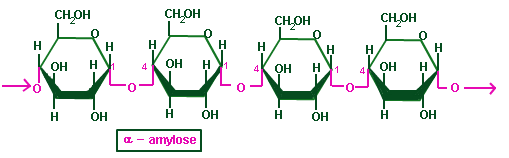 CH₂OH CH₂OH CH₂OH CH₂OH
O O O O
H H H H H H H H
OH H 1 4 OH H 1 4 OH H 1 4 OH H
O O O O O
H OH H OH H OH H OH
α – amylose